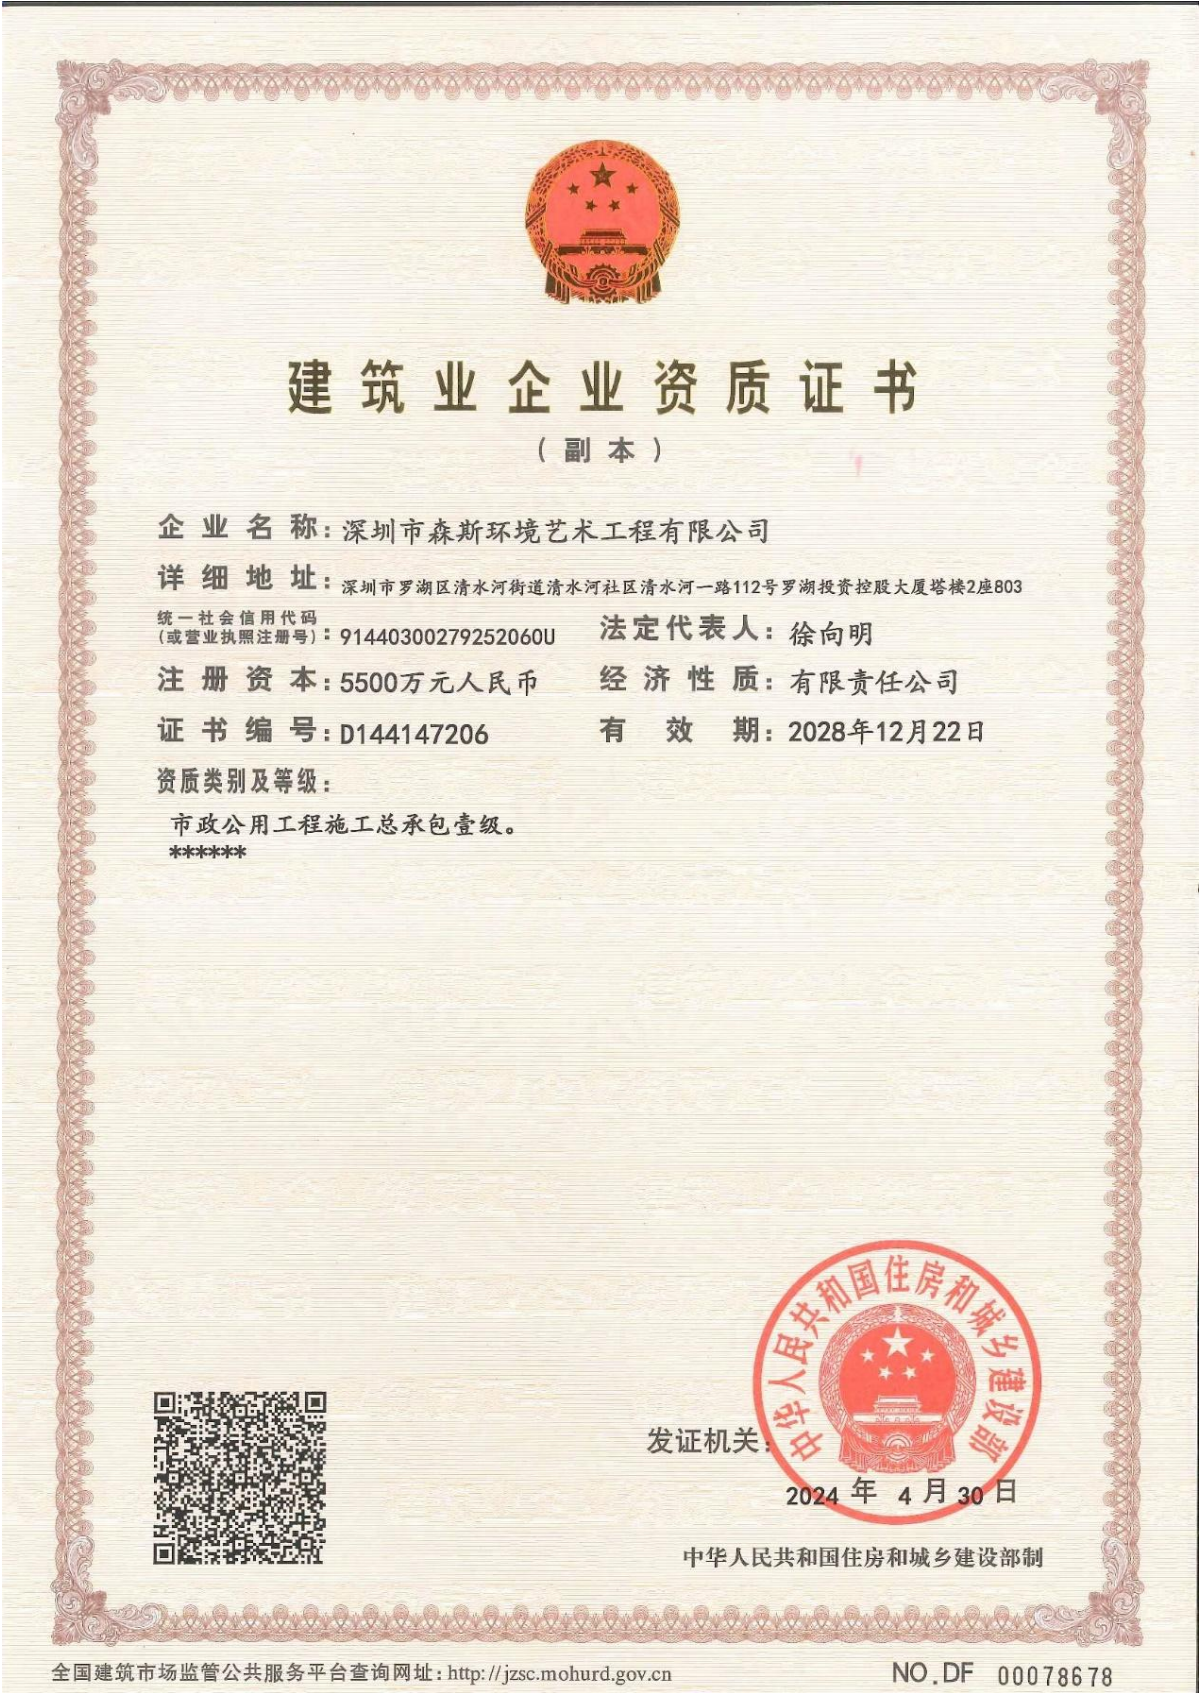 建筑业企业资质证书
(副本)
企业名称:深圳市森斯环境艺术工程有限公司
详细地址:深圳市罗湖区清水河街道清水河社区清水河一路112号罗湖投资控股大厦塔楼2座803
统一社会信用代码
(或营业执照注册号):91440300279252060U 法定代表人:徐向明
注册资本:5500万元人民币 经济性质:有限责任公司
证书编号:D144147206 有效期:2028年12月22日
资质类别及等级:
市政公用工程施工总承包壹级。
******
中华人民共和国住房和城乡建设部
发证机关:
2024年4月30日
中华人民共和国住房和城乡建设部制
全国建筑市场监管公共服务平台查询网址:http://jzsc.mohurd.gov.cn NO.DF 00078678